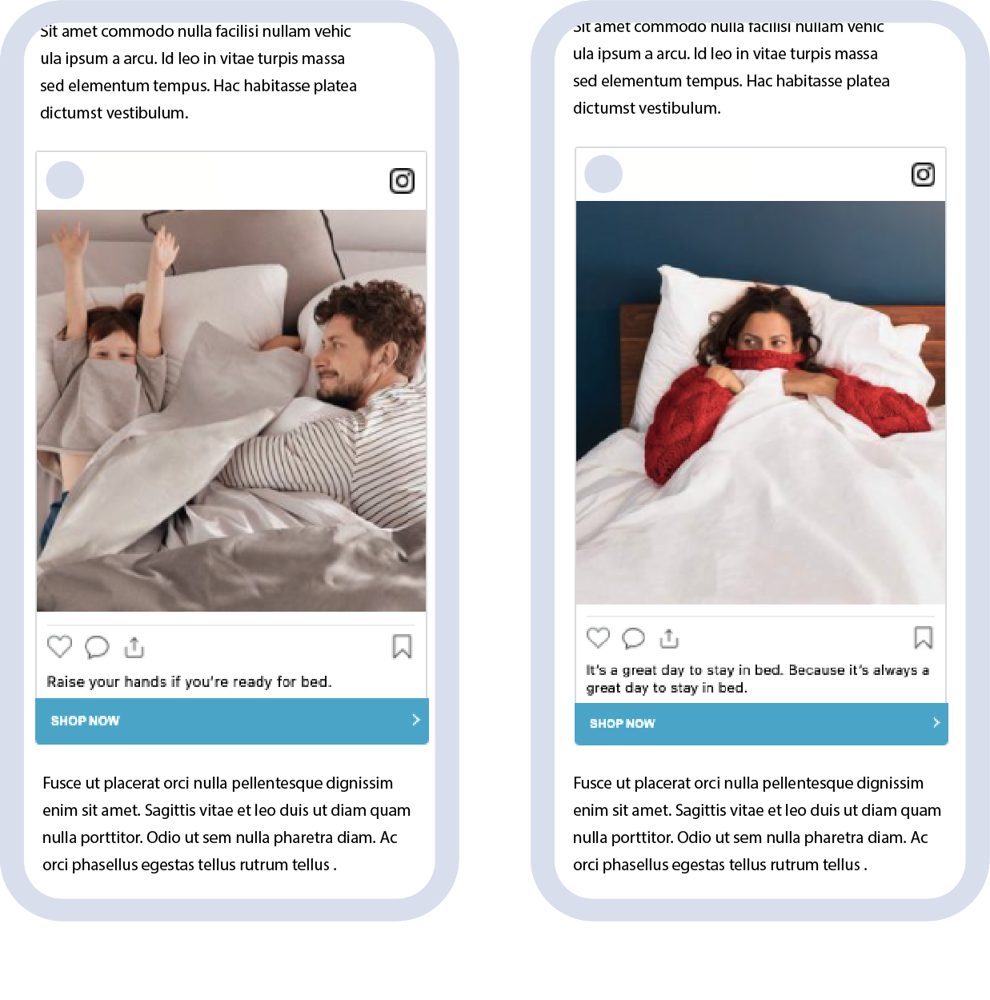 Sit amet commodo nulla facilisi nullam vehic
ula ipsum a arcu. Id leo in vitae turpis massa
sed elementum tempus. Hac habitasse platea
dictumst vestibulum.
Raise your hands if you're ready for bed.
SHOP NOW
Fusce ut placerat orci nulla pellentesque dignissim
enim sit amet. Sagittis vitae et leo duis ut diam quam
nulla porttitor. Odio ut sem nulla pharetra diam. Ac
orci phasellus egestas tellus rutrum tellus .
Sit amet commodo nulla facilisi nullam vehic
ula ipsum a arcu. Id leo in vitae turpis massa
sed elementum tempus. Hac habitasse platea
dictumst vestibulum.
It's a great day to stay in bed. Because it's always a
great day to stay in bed.
SHOP NOW
Fusce ut placerat orci nulla pellentesque dignissim
enim sit amet. Sagittis vitae et leo duis ut diam quam
nulla porttitor. Odio ut sem nulla pharetra diam. Ac
orci phasellus egestas tellus rutrum tellus .